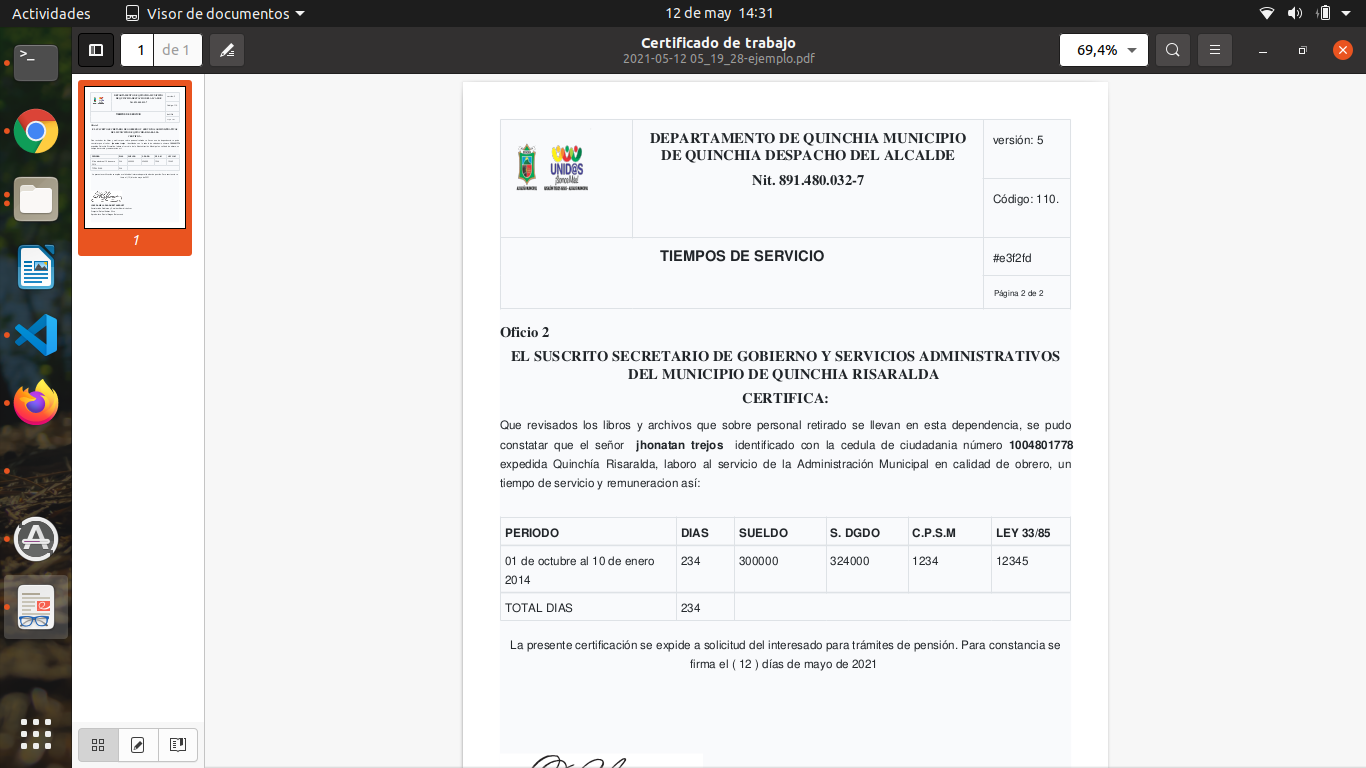 Actividades
Visor de documentos
12 de may 14:31
1
de 1
Certificado de trabajo
2021-05-12 05_19_28-ejemplo.pdf
69,4%
1
UNID@S
DEPARTAMENTO DE QUINCHIA MUNICIPIO
DE QUINCHIA DESPACHO DEL ALCALDE
Nit. 891.480.032-7
versión: 5
Código: 110.
TIEMPOS DE SERVICIO
#e3f2fd
Página 2 de 2
Oficio 2
EL SUSCRITO SECRETARIO DE GOBIERNO Y SERVICIOS ADMINISTRATIVOS
DEL MUNICIPIO DE QUINCHIA RISARALDA
CERTIFICA:
Que revisados los libros y archivos que sobre personal retirado se llevan en esta dependencia, se pudo
constatar que el señor jhonatan trejos identificado con la cedula de ciudadania número 1004801778
expedida Quinchía Risaralda, laboro al servicio de la Administración Municipal en calidad de obrero, un
tiempo de servicio y remuneracion así:
PERIODO DIAS SUELDO S. DGDO C.P.S.M LEY 33/85
01 de octubre al 10 de enero 234 300000 324000 1234 12345
2014
TOTAL DIAS 234
La presente certificación se expide a solicitud del interesado para trámites de pensión. Para constancia se
firma el ( 12 ) días de mayo de 2021